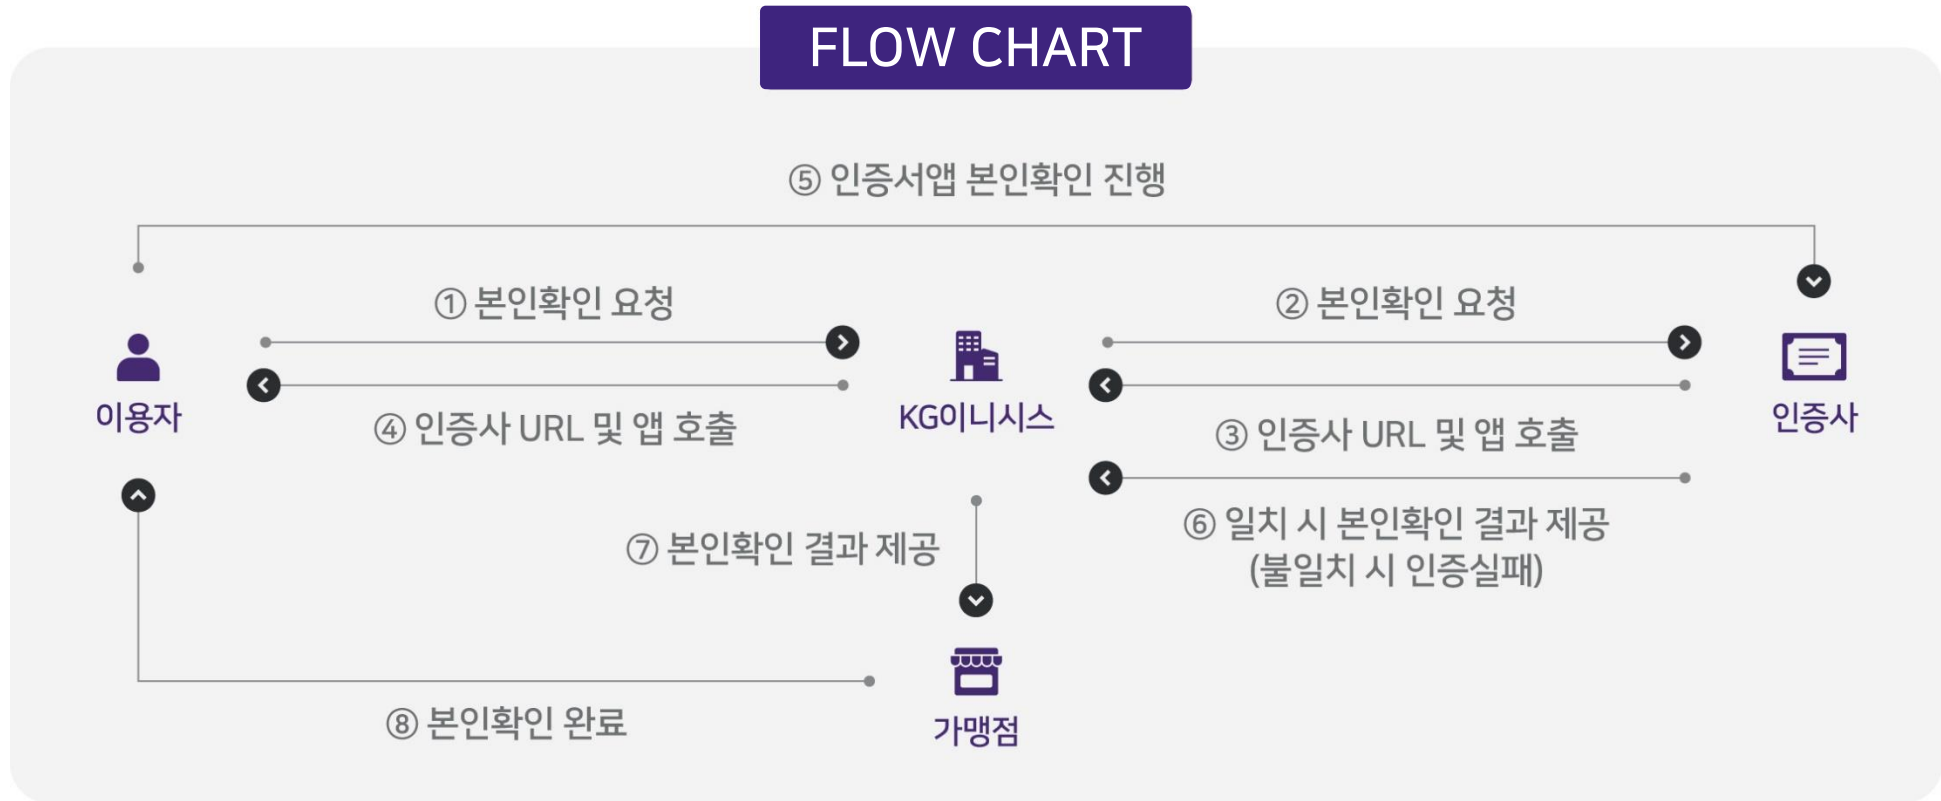 FLOW CHART
⑤ 인증서앱 본인확인 진행
① 본인확인 요청
② 본인확인 요청
이용자
④ 인증사 URL 및 앱 호출
KG이니시스
③ 인증사 URL 및 앱 호출
인증사
⑥ 일치 시 본인확인 결과 제공
(불일치 시 인증실패)
⑦ 본인확인 결과 제공
가맹점
⑧ 본인확인 완료